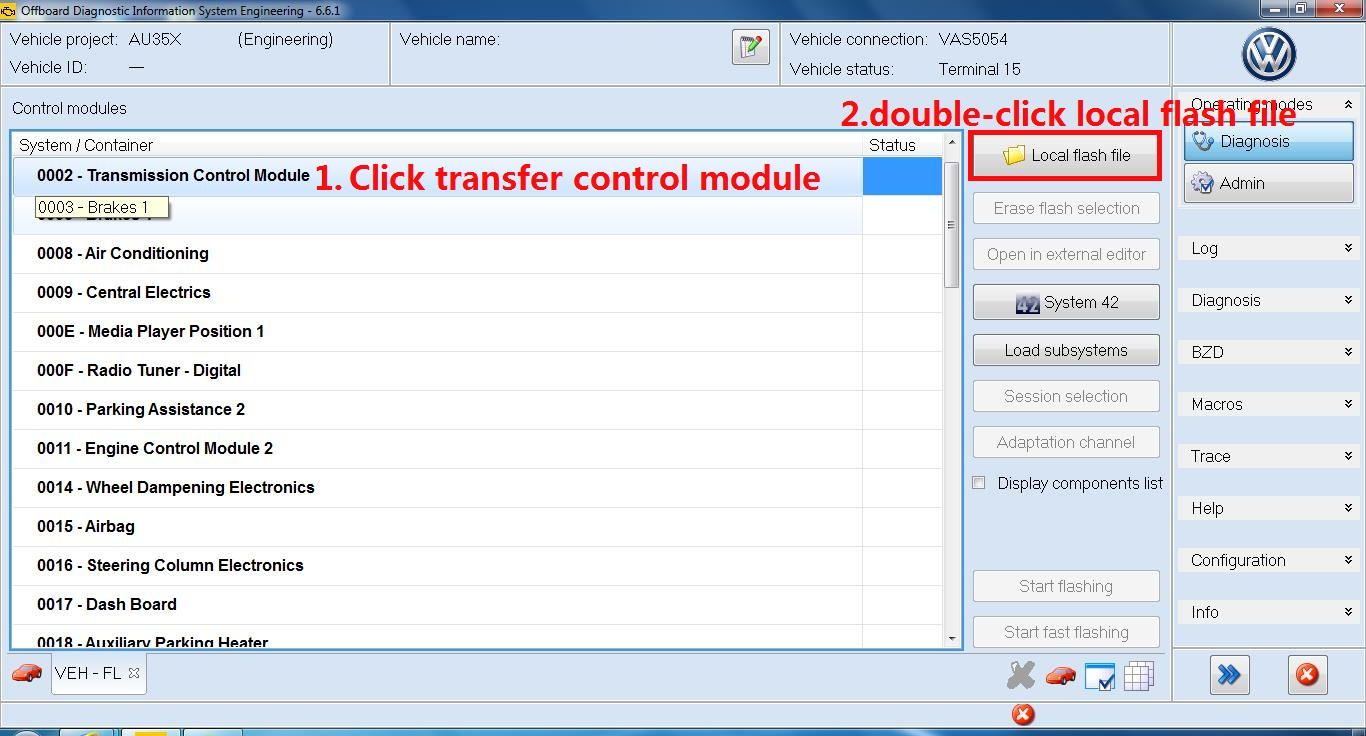 Offboard Diagnostic Information System Engineering - 6.6.1
Vehicle project: AU35X (Engineering)
Vehicle ID: —
Vehicle name:
Vehicle connection: VAS5054
Vehicle status: Terminal 15
Control modules
2.double-click local flash file
Operating modes
System / Container Status
0002 - Transmission Control Module
1. Click transfer control module
0003 - Brakes 1
0008 - Air Conditioning
0009 - Central Electrics
000E - Media Player Position 1
000F - Radio Tuner - Digital
0010 - Parking Assistance 2
0011 - Engine Control Module 2
0014 - Wheel Dampening Electronics
0015 - Airbag
0016 - Steering Column Electronics
0017 - Dash Board
0018 - Auxiliary Parking Heater
Local flash file
Erase flash selection
Open in external editor
42 System 42
Load subsystems
Session selection
Adaptation channel
Display components list
Start flashing
Start fast flashing
Diagnosis
Admin
Log
Diagnosis
BZD
Macros
Trace
Help
Configuration
Info
VEH - FL